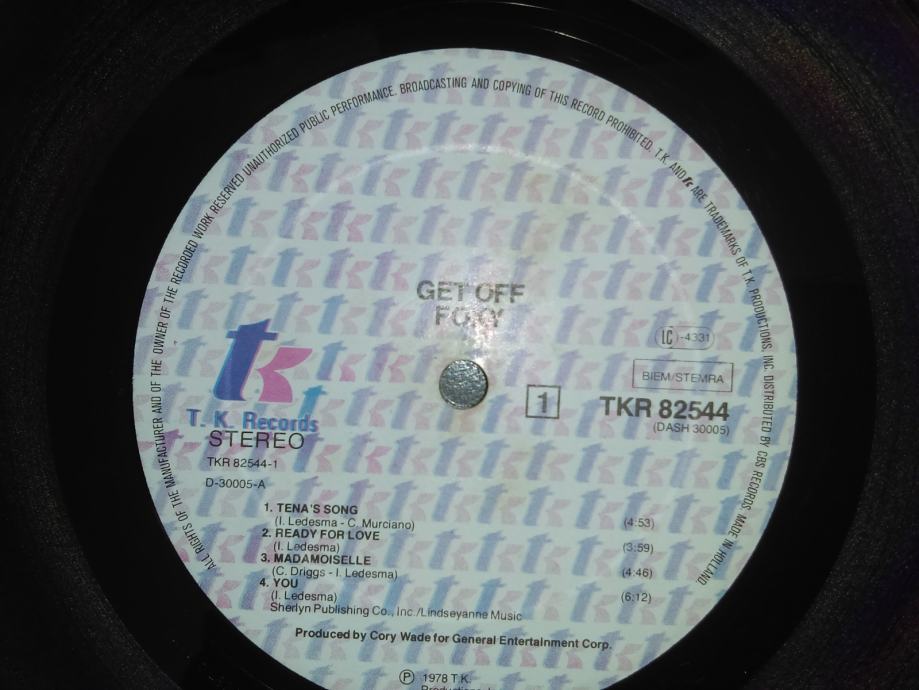 ALL RIGHTS OF THE MANUFACTURER AND OF THE OWNER OF THE RECORDED WORK RESERVED UNAUTHORIZED PUBLIC PERFORMANCE. BROADCASTING AND COPYING OF THIS RECORD PROHIBITED. T.K. AND tk ARE TRADEMARKS OF T.K. PRODUCTIONS, INC. DISTRIBUTED BY CBS RECORDS. MADE IN HOLLAND
GET OFF
FOXY
LC -4331
BIEM/STEMRA
1
TKR 82544
(DASH 30005)
tk
T. K. Records
STEREO
TKR 82544-1
D-30005-A
1. TENA'S SONG
(I. Ledesma - C. Murciano) (4:53)
2. READY FOR LOVE
(I. Ledesma) (3:59)
3. MADAMOISELLE
(C. Driggs - I. Ledesma) (4:46)
4. YOU
(I. Ledesma) (6:12)
Sherlyn Publishing Co., Inc./Lindseyanne Music
Produced by Cory Wade for General Entertainment Corp.
Ⓟ 1978 T.K.